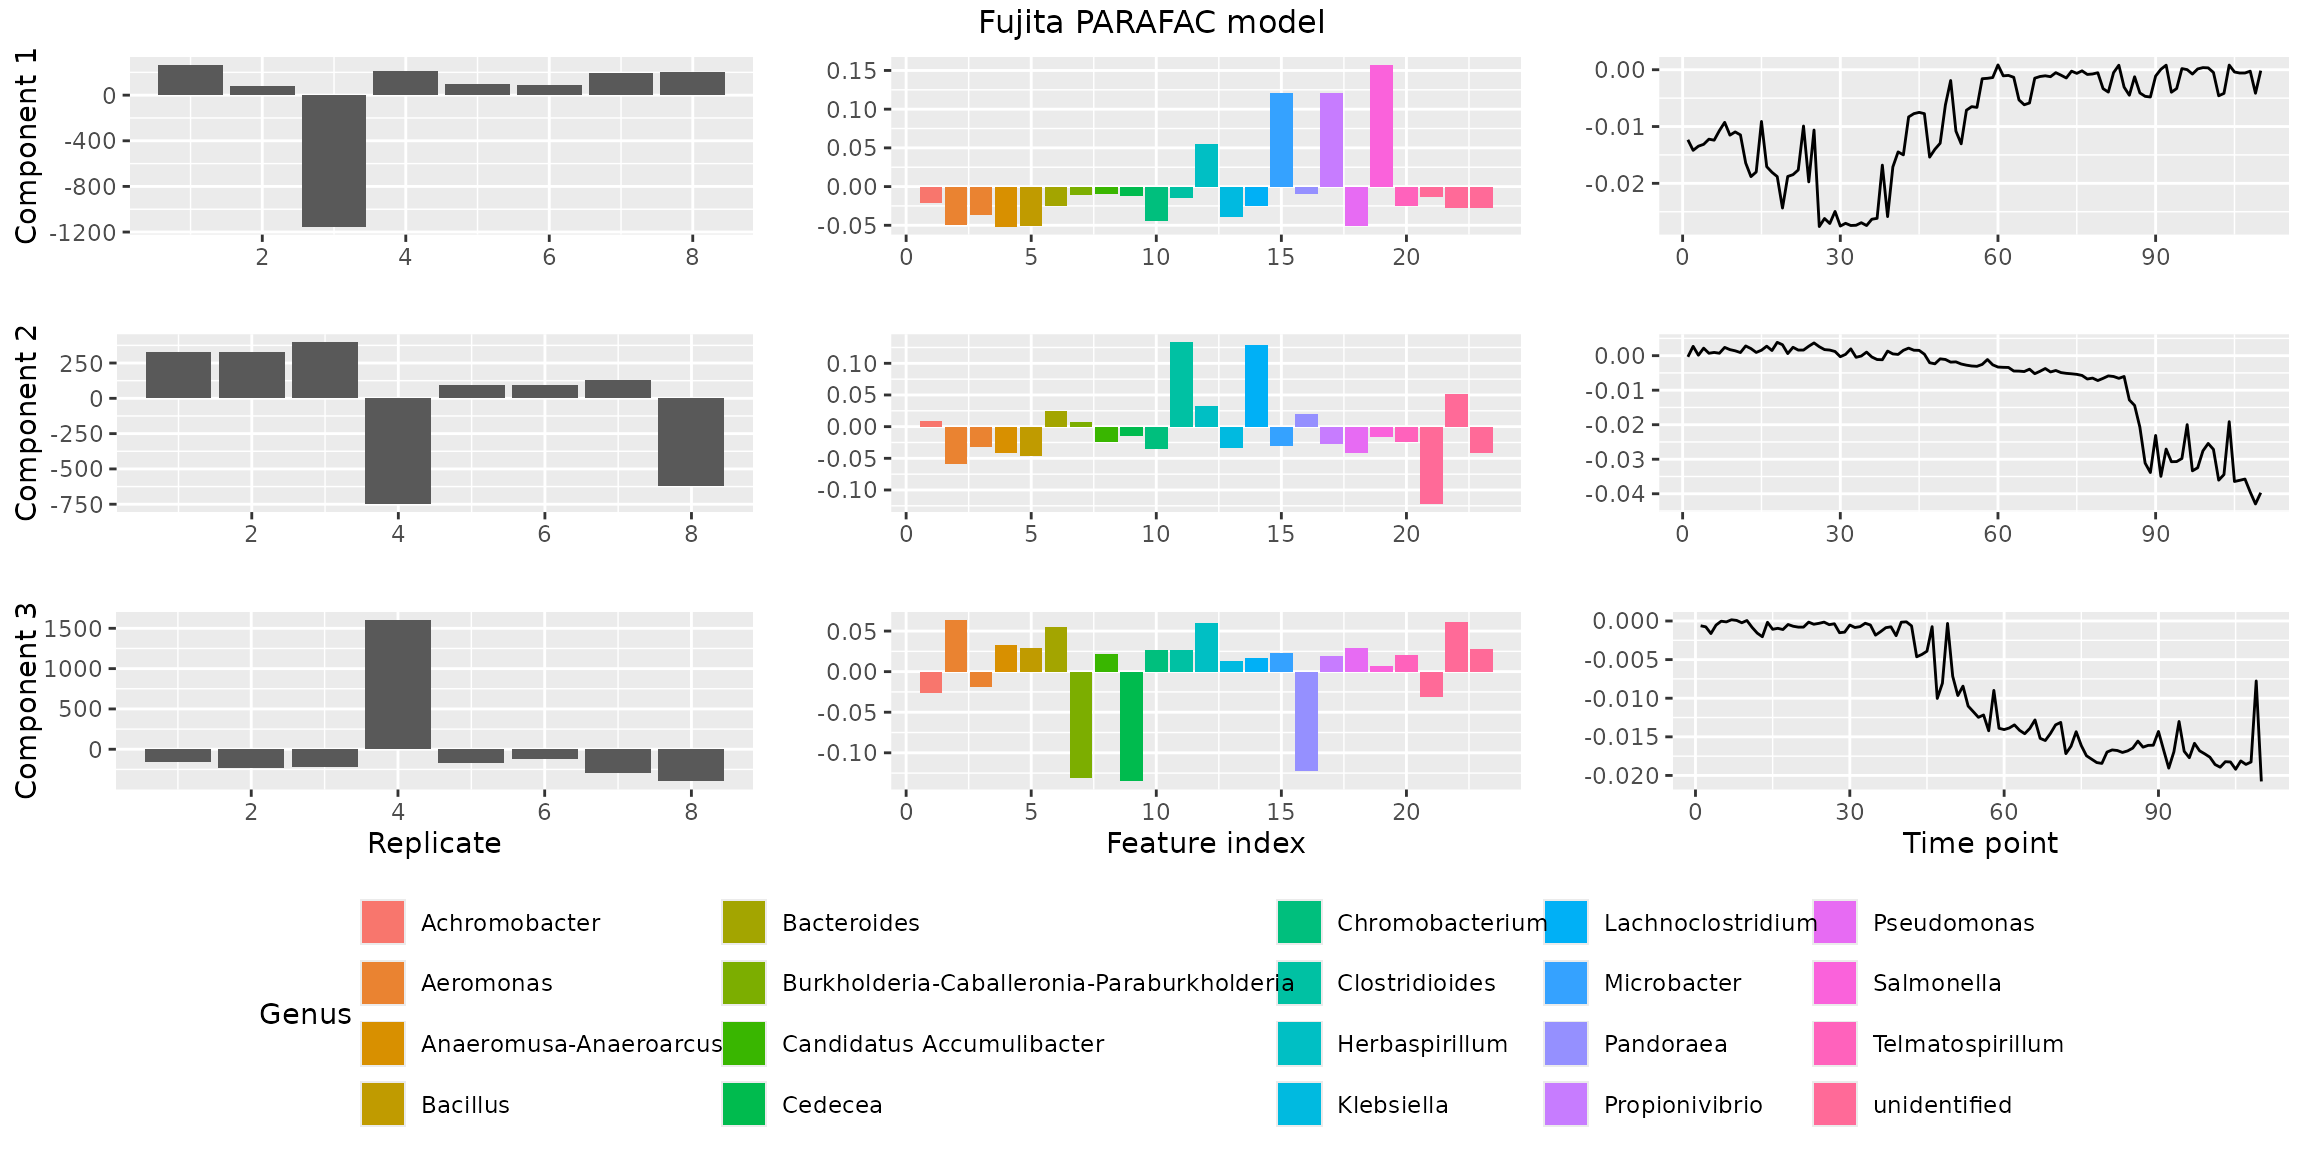 Fujita PARAFAC model
Component 1
0
-400
-800
-1200
2 4 6 8
0.15
0.10
0.05
0.00
-0.05
0 5 10 15 20
0.00
-0.01
-0.02
0 30 60 90
Component 2
250
0
-250
-500
-750
2 4 6 8
0.10
0.05
0.00
-0.05
-0.10
0 5 10 15 20
0.00
-0.01
-0.02
-0.03
-0.04
0 30 60 90
Component 3
1500
1000
500
0
2 4 6 8
Replicate
0.05
0.00
-0.05
-0.10
0 5 10 15 20
Feature index
0.000
-0.005
-0.010
-0.015
-0.020
0 30 60 90
Time point
Genus
Achromobacter
Aeromonas
Anaeromusa-Anaeroarcus
Bacillus
Bacteroides
Burkholderia-Caballeronia-Paraburkholderia
Candidatus Accumulibacter
Cedecea
Chromobacterium
Clostridioides
Herbaspirillum
Klebsiella
Lachnoclostridium
Microbacter
Pandoraea
Propionivibrio
Pseudomonas
Salmonella
Telmatospirillum
unidentified